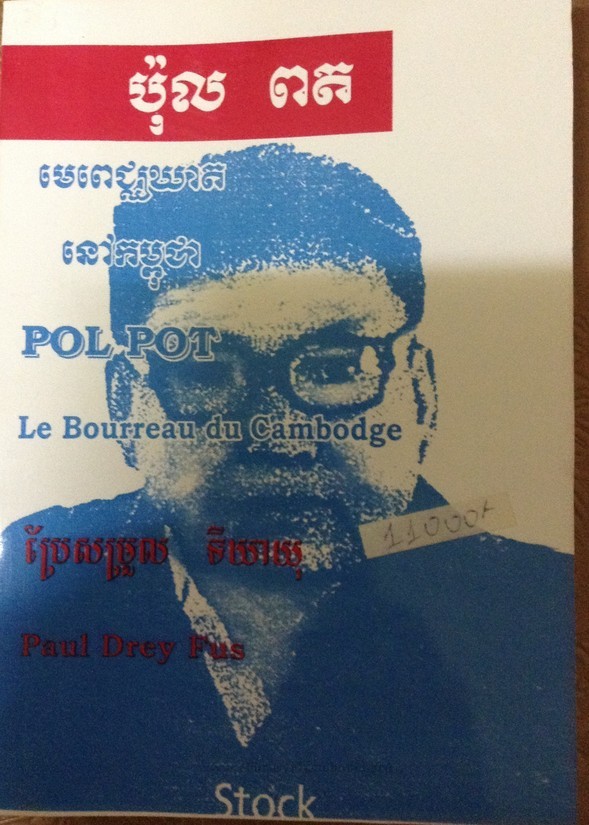 ប៉ុល ពត
មេពេជ្ឈឃាត
នៅកម្ពុជា
POL POT
Le Bourreau du Cambodge
11000៛
ប្រែសម្រួល ទីឃាយុ
Paul Drey Fus
Stock